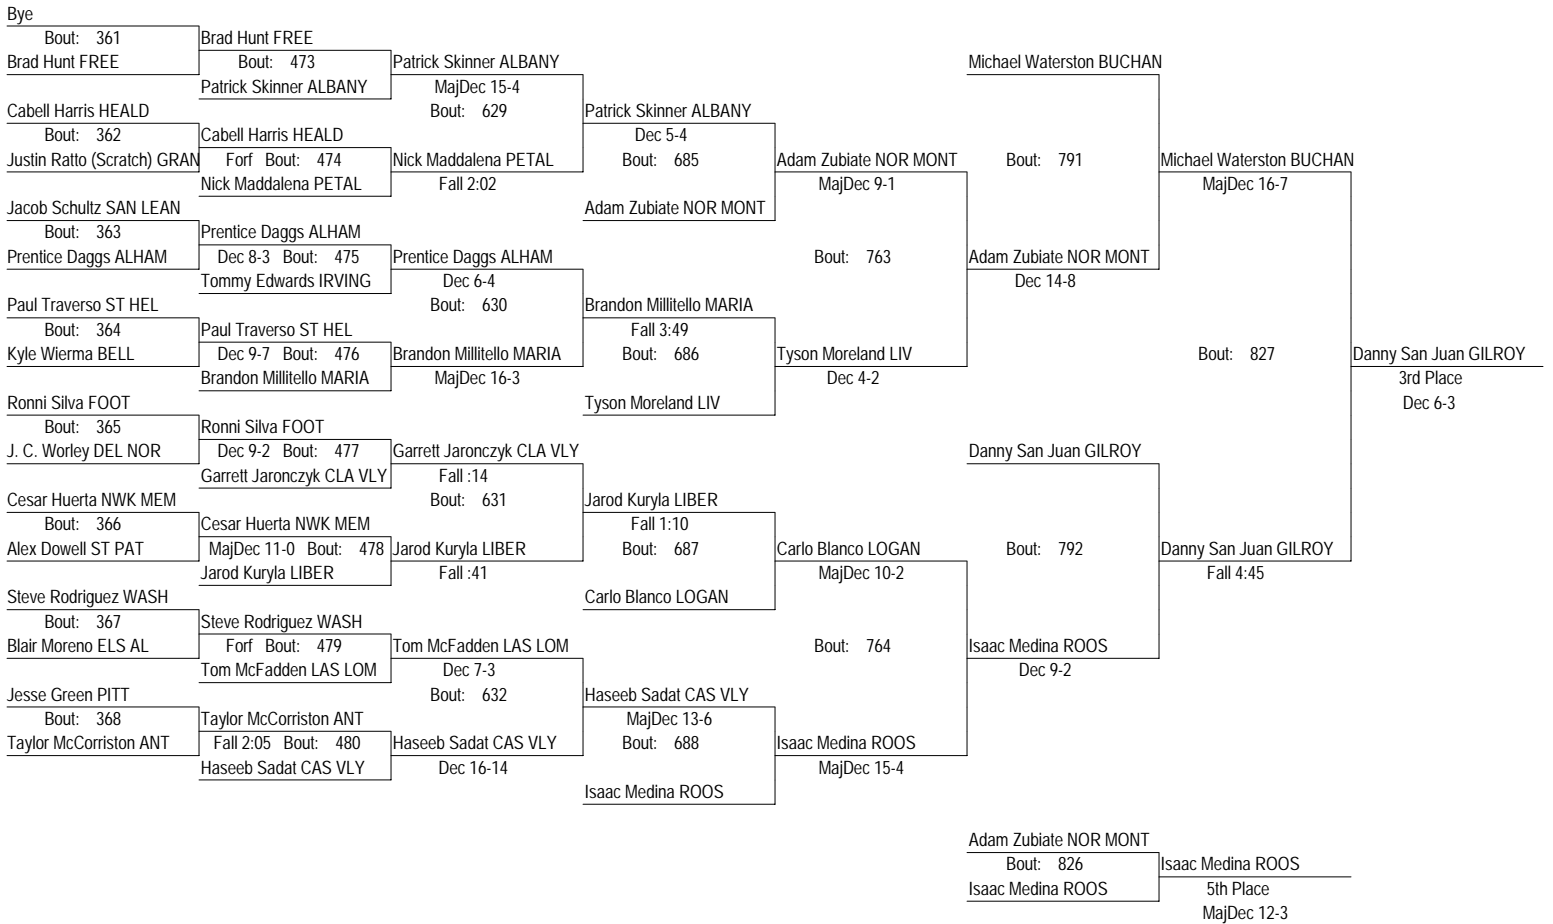 Bye
Bout: 361
Brad Hunt FREE
Cabell Harris HEALD
Bout: 362
Justin Ratto (Scratch) GRAN
Jacob Schultz SAN LEAN
Bout: 363
Prentice Daggs ALHAM
Paul Traverso ST HEL
Bout: 364
Kyle Wierma BELL
Ronni Silva FOOT
Bout: 365
J. C. Worley DEL NOR
Cesar Huerta NWK MEM
Bout: 366
Alex Dowell ST PAT
Steve Rodriguez WASH
Bout: 367
Blair Moreno ELS AL
Jesse Green PITT
Bout: 368
Taylor McCorriston ANT
Brad Hunt FREE
Bout: 473
Patrick Skinner ALBANY
Cabell Harris HEALD
Forf Bout: 474
Nick Maddalena PETAL
Prentice Daggs ALHAM
Dec 8-3 Bout: 475
Tommy Edwards IRVING
Paul Traverso ST HEL
Dec 9-7 Bout: 476
Brandon Millitello MARIA
Ronni Silva FOOT
Dec 9-2 Bout: 477
Garrett Jaronczyk CLA VLY
Cesar Huerta NWK MEM
MajDec 11-0 Bout: 478
Jarod Kuryla LIBER
Steve Rodriguez WASH
Forf Bout: 479
Tom McFadden LAS LOM
Taylor McCorriston ANT
Fall 2:05 Bout: 480
Haseeb Sadat CAS VLY
Patrick Skinner ALBANY
MajDec 15-4
Bout: 629
Nick Maddalena PETAL
Fall 2:02
Prentice Daggs ALHAM
Dec 6-4
Bout: 630
Brandon Millitello MARIA
MajDec 16-3
Garrett Jaronczyk CLA VLY
Fall :14
Bout: 631
Jarod Kuryla LIBER
Fall :41
Tom McFadden LAS LOM
Dec 7-3
Bout: 632
Haseeb Sadat CAS VLY
Dec 16-14
Patrick Skinner ALBANY
Dec 5-4
Bout: 685
Adam Zubiate NOR MONT
Brandon Millitello MARIA
Fall 3:49
Bout: 686
Tyson Moreland LIV
Jarod Kuryla LIBER
Fall 1:10
Bout: 687
Carlo Blanco LOGAN
Haseeb Sadat CAS VLY
MajDec 13-6
Bout: 688
Isaac Medina ROOS
Adam Zubiate NOR MONT
MajDec 9-1
Bout: 763
Tyson Moreland LIV
Dec 4-2
Carlo Blanco LOGAN
MajDec 10-2
Bout: 764
Isaac Medina ROOS
MajDec 15-4
Michael Waterston BUCHAN
Bout: 791
Adam Zubiate NOR MONT
Dec 14-8
Danny San Juan GILROY
Bout: 792
Isaac Medina ROOS
Dec 9-2
Michael Waterston BUCHAN
MajDec 16-7
Bout: 827
Danny San Juan GILROY
Fall 4:45
Danny San Juan GILROY
3rd Place
Dec 6-3
Adam Zubiate NOR MONT
Bout: 826
Isaac Medina ROOS
Isaac Medina ROOS
5th Place
MajDec 12-3